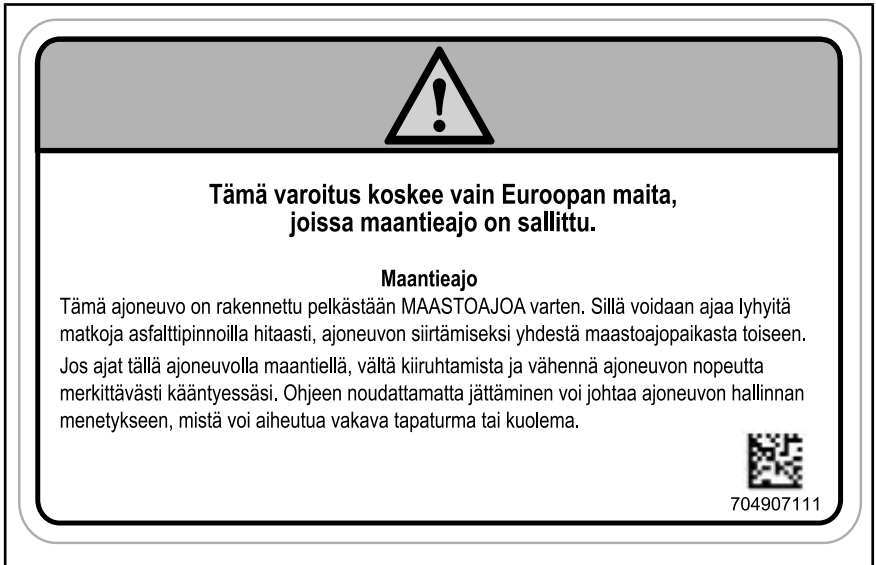 Tämä varoitus koskee vain Euroopan maita,
joissa maantieajo on sallittu.
Maantieajo
Tämä ajoneuvo on rakennettu pelkästään MAASTOAJOA varten. Sillä voidaan ajaa lyhyitä
matkoja asfalttipinnoilla hitaasti, ajoneuvon siirtämiseksi yhdestä maastoajopaikasta toiseen.
Jos ajat tällä ajoneuvolla maantiellä, vältä kiiruhtamista ja vähennä ajoneuvon nopeutta
merkittävästi kääntyessäsi. Ohjeen noudattamatta jättäminen voi johtaa ajoneuvon hallinnan
menetykseen, mistä voi aiheutua vakava tapaturma tai kuolema.
704907111